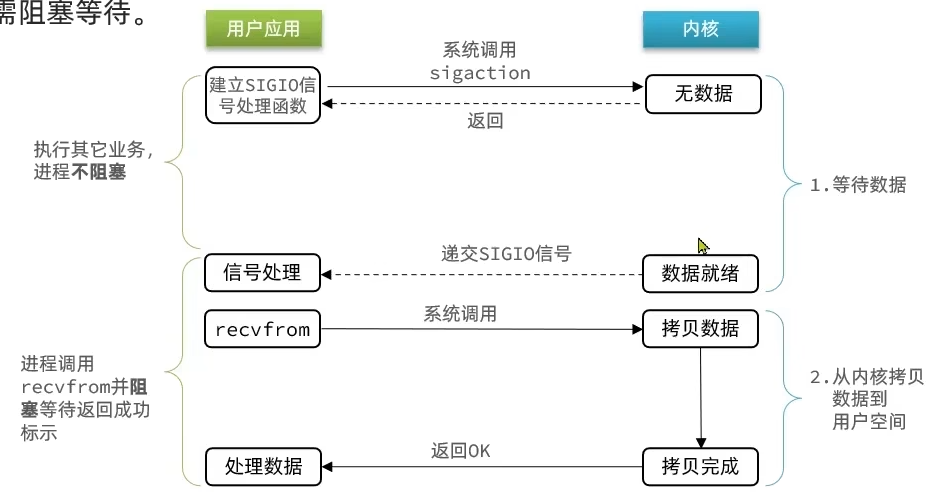 需阻塞等待。
用户应用
内核
系统调用
sigaction
建立SIGIO信
号处理函数
无数据
返回
执行其它业务，
进程不阻塞
1.等待数据
递交SIGIO信号
信号处理
数据就绪
系统调用
recvfrom
拷贝数据
进程调用
recvfrom并阻
塞等待返回成功
标示
2.从内核拷贝
数据到
用户空间
返回OK
处理数据
拷贝完成